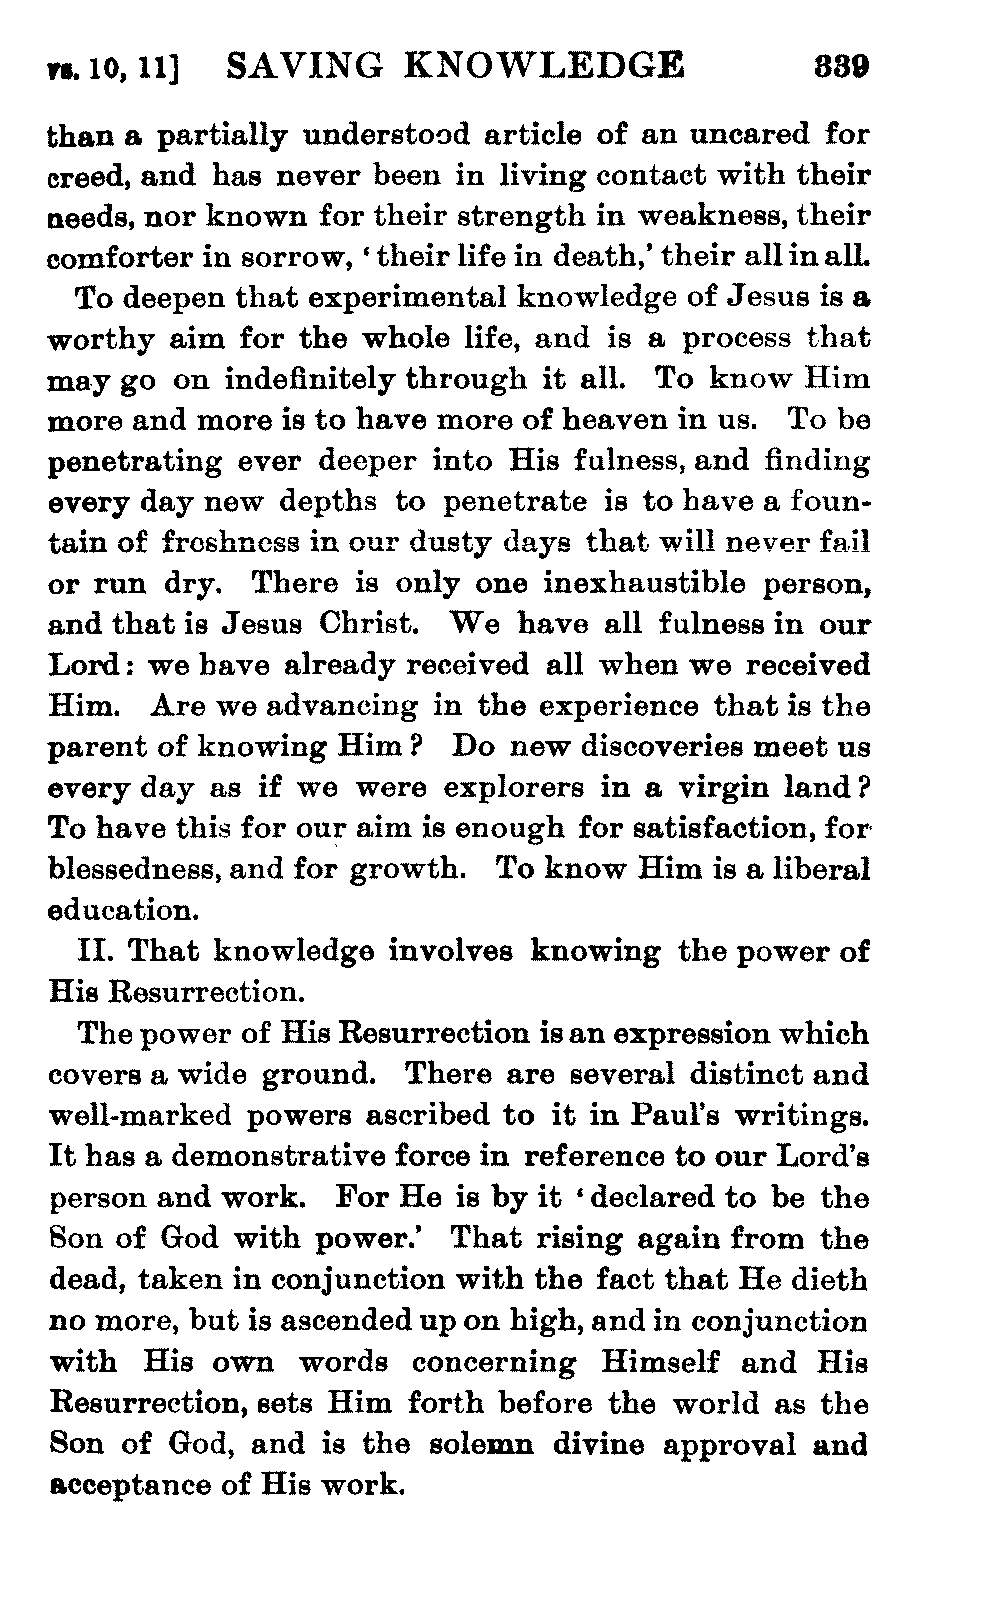 vs. 10, 11] SAVING KNOWLEDGE 339
than a partially understood article of an uncared for
creed, and has never been in living contact with their
needs, nor known for their strength in weakness, their
comforter in sorrow, ‘their life in death,’ their all in all.
To deepen that experimental knowledge of Jesus is a
worthy aim for the whole life, and is a process that
may go on indefinitely through it all. To know Him
more and more is to have more of heaven in us. To be
penetrating ever deeper into His fulness, and finding
every day new depths to penetrate is to have a foun-
tain of freshness in our dusty days that will never fail
or run dry. There is only one inexhaustible person,
and that is Jesus Christ. We have all fulness in our
Lord: we have already received all when we received
Him. Are we advancing in the experience that is the
parent of knowing Him? Do new discoveries meet us
every day as if we were explorers in a virgin land?
To have this for our aim is enough for satisfaction, for
blessedness, and for growth. To know Him is a liberal
education.
II. That knowledge involves knowing the power of
His Resurrection.
The power of His Resurrection is an expression which
covers a wide ground. There are several distinct and
well-marked powers ascribed to it in Paul's writings.
It has a demonstrative force in reference to our Lord's
person and work. For He is by it ‘declared to be the
Son of God with power.’ That rising again from the
dead, taken in conjunction with the fact that He dieth
no more, but is ascended up on high, and in conjunction
with His own words concerning Himself and His
Resurrection, sets Him forth before the world as the
Son of God, and is the solemn divine approval and
acceptance of His work.